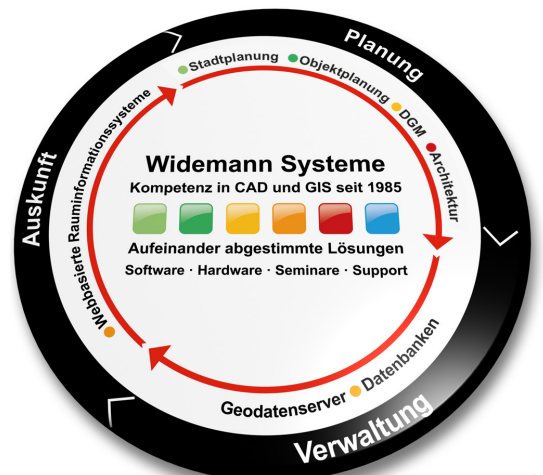 Planung
Stadtplanung
Objektplanung
DGM
Architektur
Auskunft
Webbasierte Rauminformationssysteme
Widemann Systeme
Kompetenz in CAD und GIS seit 1985
Aufeinander abgestimmte Lösungen
Software · Hardware · Seminare · Support
Geodatenserver
Datenbanken
Verwaltung